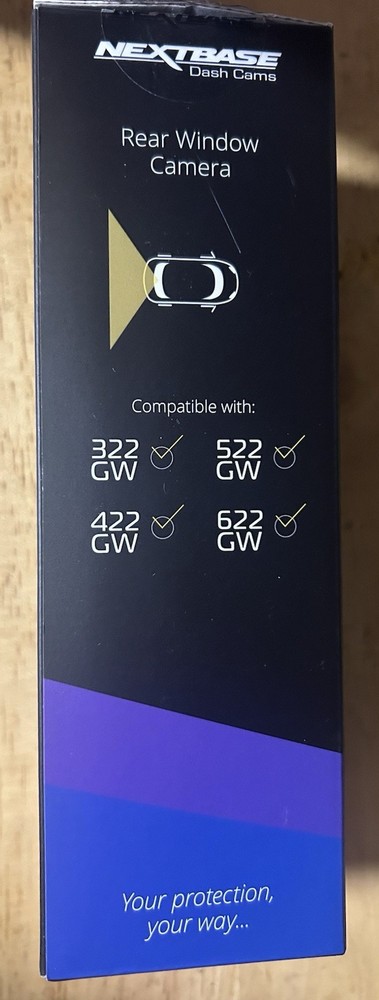 NEXTBASE
Dash Cams
Rear Window
Camera
Compatible with:
322
GW
522
GW
422
GW
622
GW
Your protection,
your way...